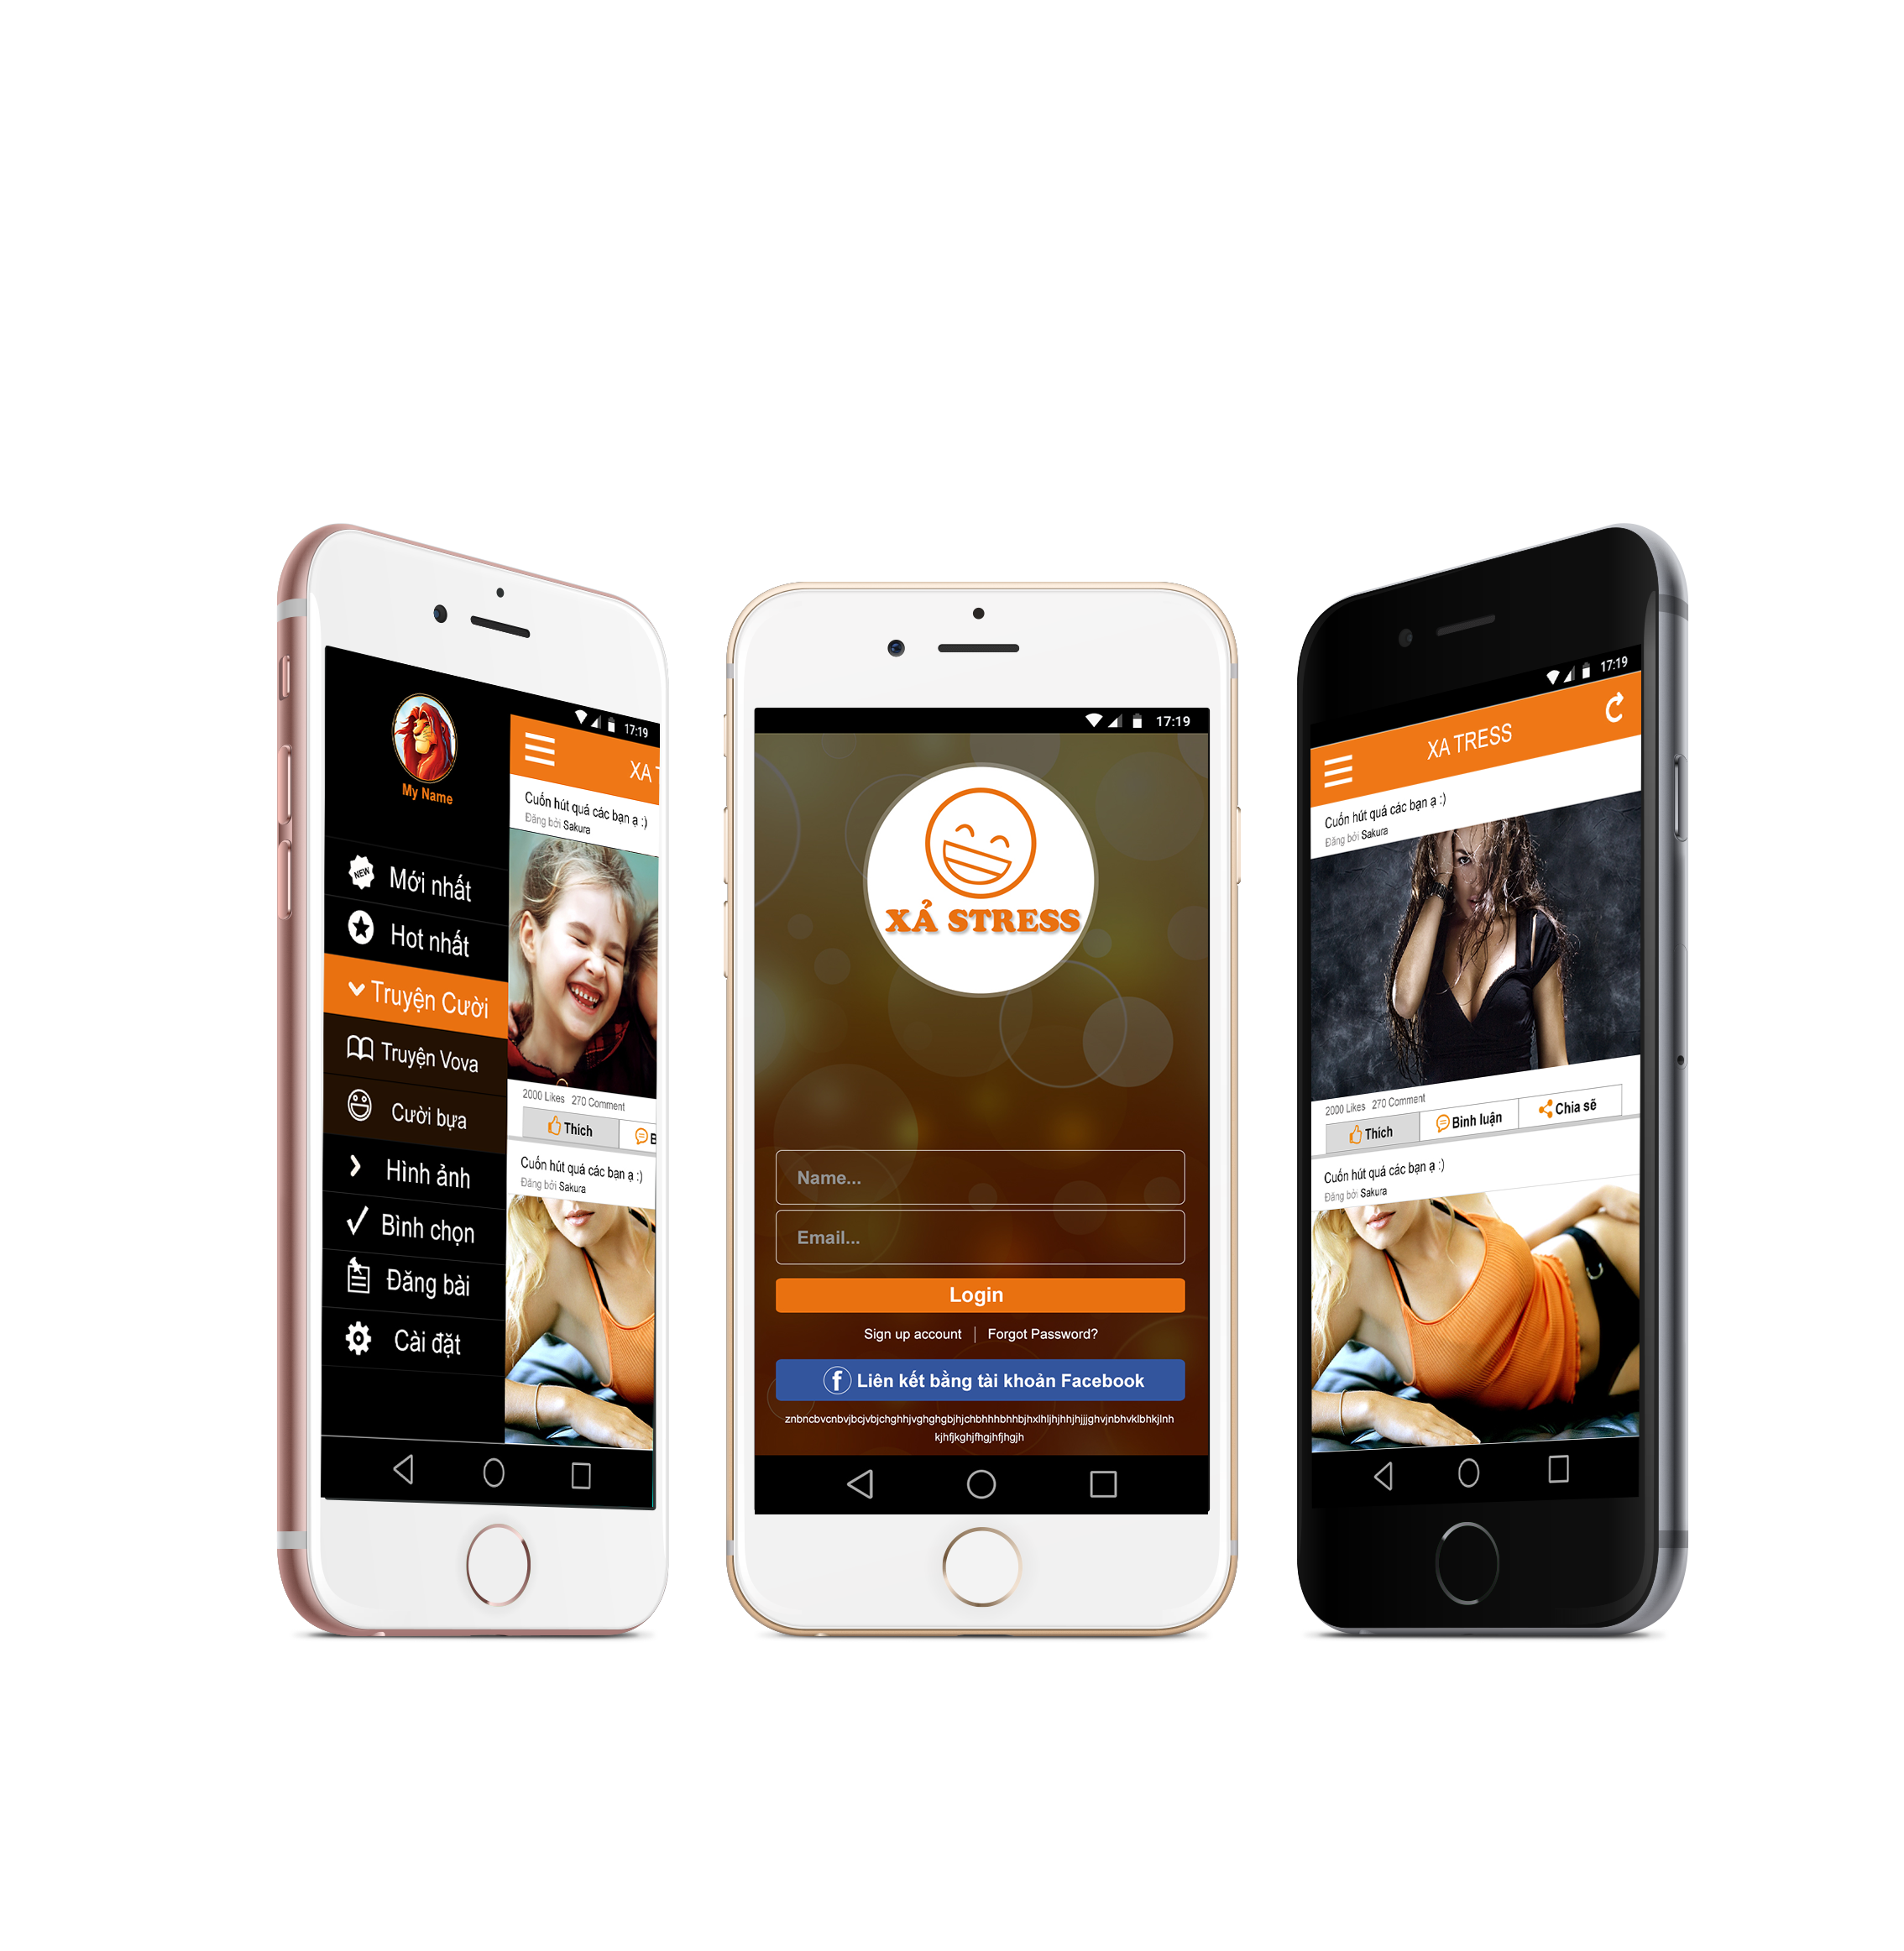 17:19
My Name
XA T
Cuốn hút quá các bạn ạ :)
Đăng bởi Sakura
NEW
Mới nhất
Hot nhất
Truyện Cười
Truyện Vova
Cười bựa
Hình ảnh
Bình chọn
Đăng bài
Cài đặt
2000 Likes 270 Comment
Thích
B
Cuốn hút quá các bạn ạ :)
Đăng bởi Sakura
17:19
XẢ STRESS
Name...
Email...
Login
Sign up account | Forgot Password?
f Liên kết bằng tài khoản Facebook
znbncbvcnbvjbcjvbjchghhjvghghgbjhjchbhhhbhhbjhxlhljhjhhjhjjjghvjnbhvklbhkjlnh
kjhfjkghjfhgjhfjhgjh
17:19
XA TRESS
Cuốn hút quá các bạn ạ :)
Đăng bởi Sakura
2000 Likes 270 Comment
Thích Bình luận Chia sẽ
Cuốn hút quá các bạn ạ :)
Đăng bởi Sakura